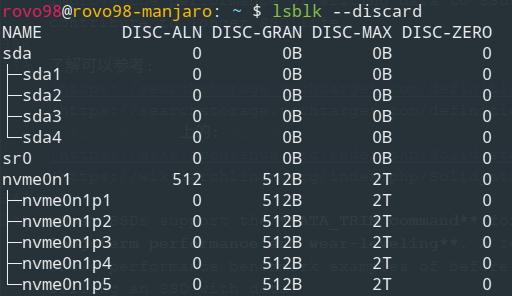 rovo98@rovo98-manjaro: ~ $ lsblk --discard
NAME DISC-ALN DISC-GRAN DISC-MAX DISC-ZERO
sda 0 0B 0B 0
├─sda1 0 0B 0B 0
├─sda2 0 0B 0B 0
├─sda3 0 0B 0B 0
└─sda4 0 0B 0B 0
sr0 0 0B 0B 0
nvme0n1 512 512B 2T 0
├─nvme0n1p1 0 512B 2T 0
├─nvme0n1p2 0 512B 2T 0
├─nvme0n1p3 0 512B 2T 0
├─nvme0n1p4 0 512B 2T 0
└─nvme0n1p5 0 512B 2T 0